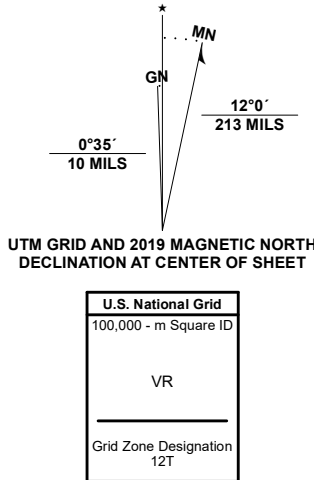 ★
MN
GN
12°0´
213 MILS
0°35´
10 MILS
UTM GRID AND 2019 MAGNETIC NORTH
DECLINATION AT CENTER OF SHEET
U.S. National Grid
100,000 - m Square ID
VR
Grid Zone Designation
12T